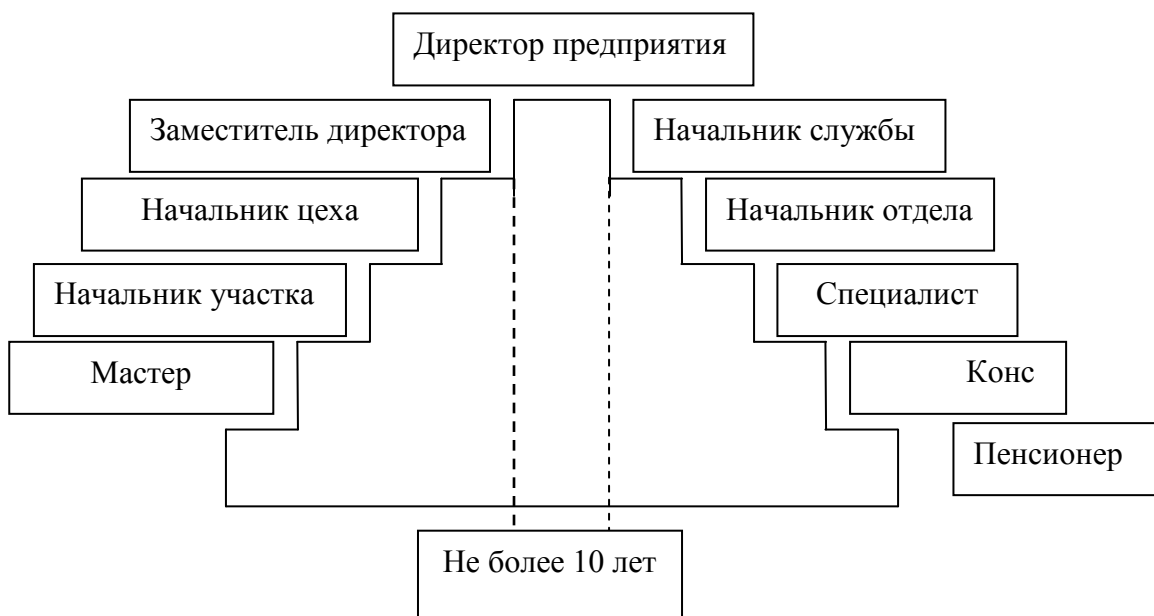 Директор предприятия
Заместитель директора
Начальник службы
Начальник цеха
Начальник отдела
Начальник участка
Специалист
Мастер
Конс
Пенсионер
Не более 10 лет